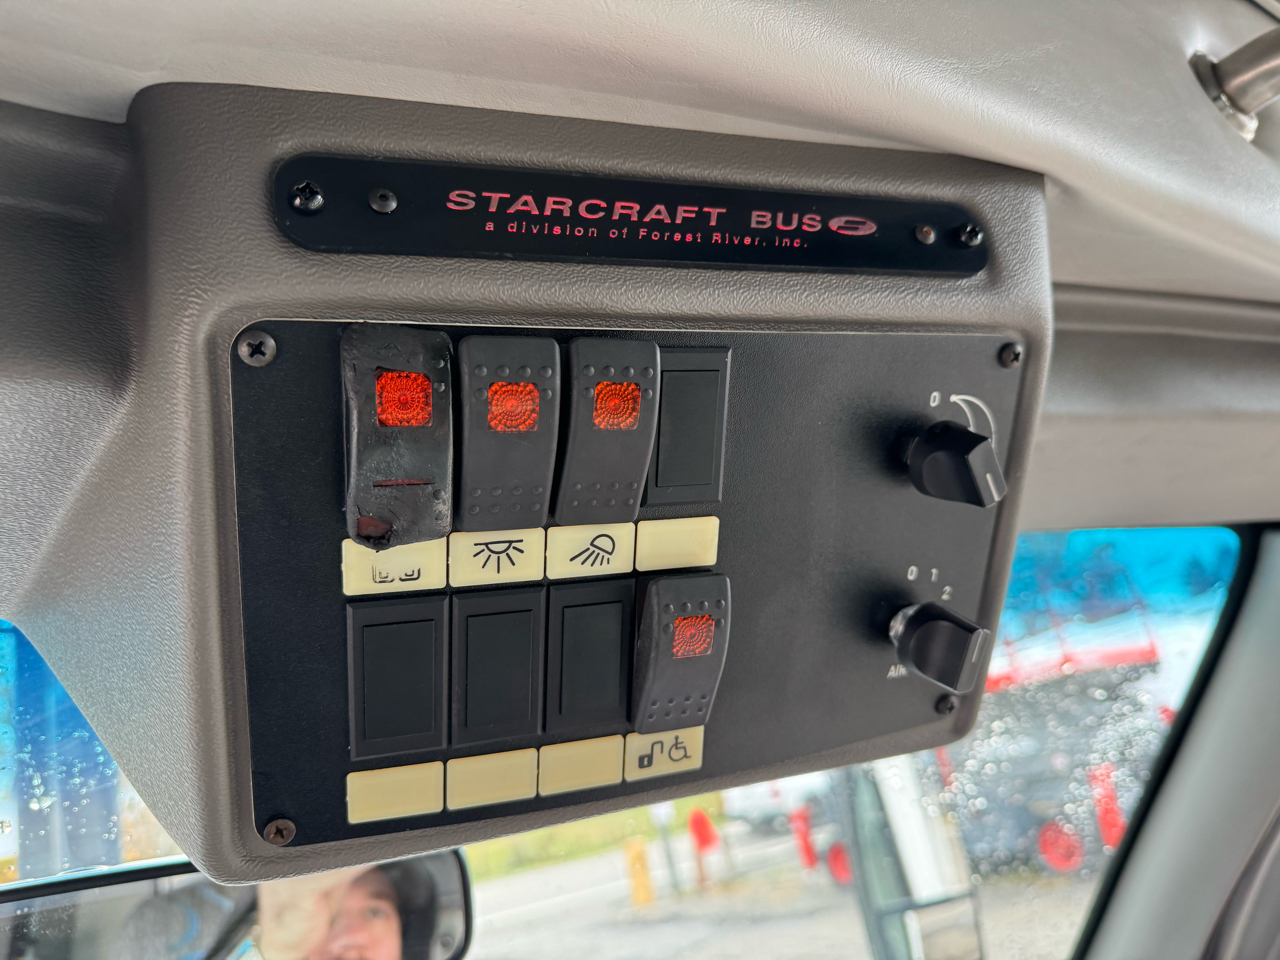 STARCRAFT BUS
a division of Forest River, Inc.
0
0 1
2